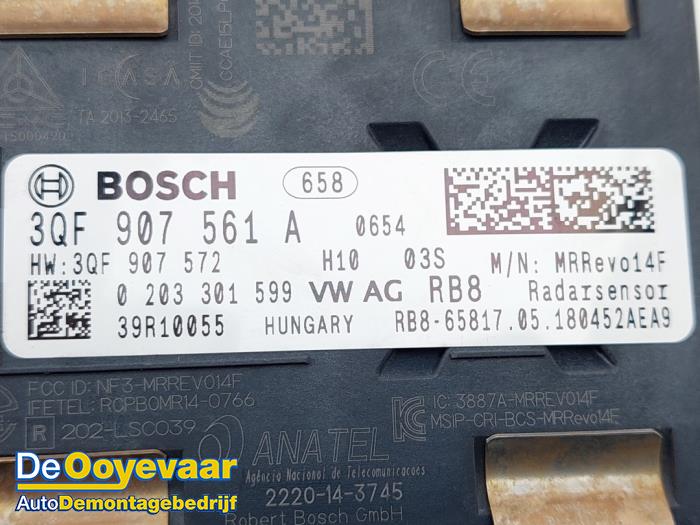 ICASA
TA 2013-2465
BOSCH 658
3QF 907 561 A 0654
HW:3QF 907 572 H10 03S M/N: MRRevo14F
0 203 301 599 VW AG RB8 Radarsensor
39R10055 HUNGARY RB8-65817.05.180452AEA9
FCC ID: NF3-MRREVO14F
IFETEL: RCPBOMR14-0766
R 202-LSC039
IC: 3887A-MRREVO14F
MSIP-CRI-BCS-MRRevo14F
ANATEL
Agência Nacional de Telecomunicações
2220-14-3745
Robert Bosch GmbH
De Ooyevaar
AutoDemontagebedrijf